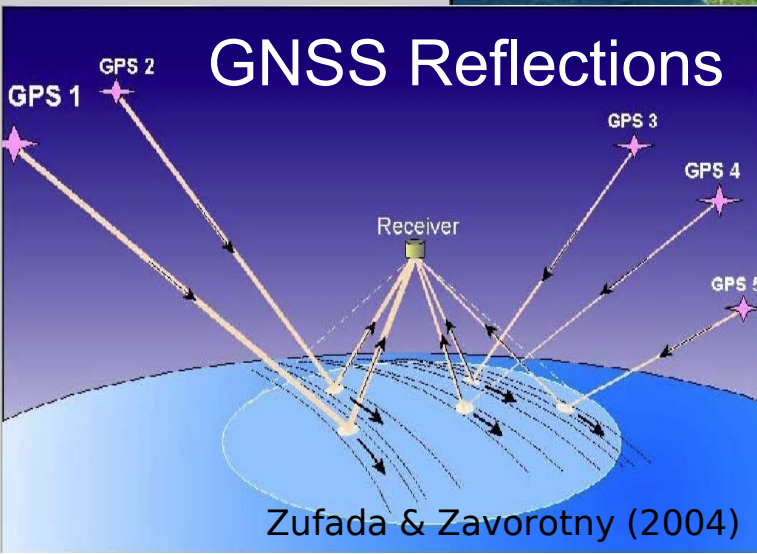 GNSS Reflections
GPS 2
GPS 1
GPS 3
GPS 4
Receiver
GPS 5
Zufada & Zavorotny (2004)